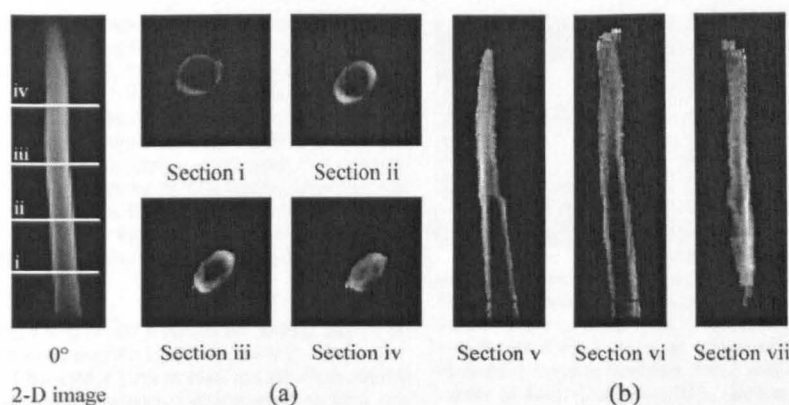 iv
iii
ii
i
Section i
Section ii
Section iii
Section iv
Section v
Section vi
Section vii
0°
2-D image
(a)
(b)